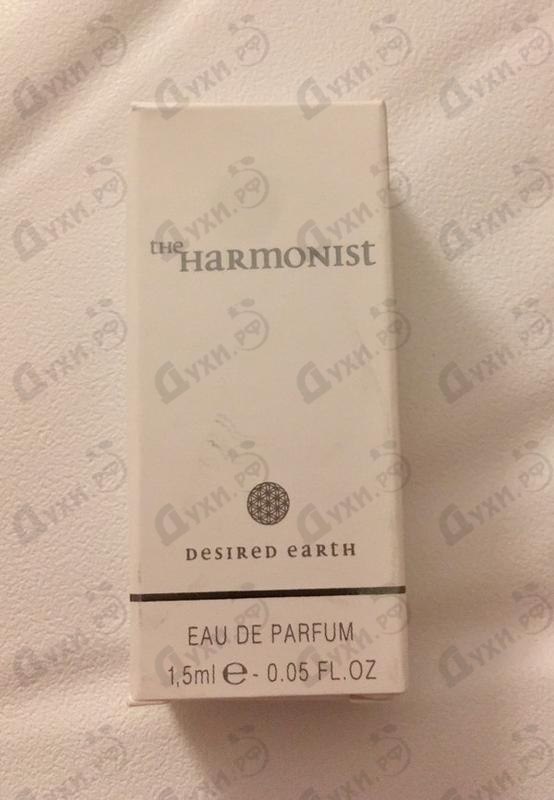 the Harmonist
Desired Earth
EAU DE PARFUM
1,5ml e - 0.05 FL.OZ
Духи.рф